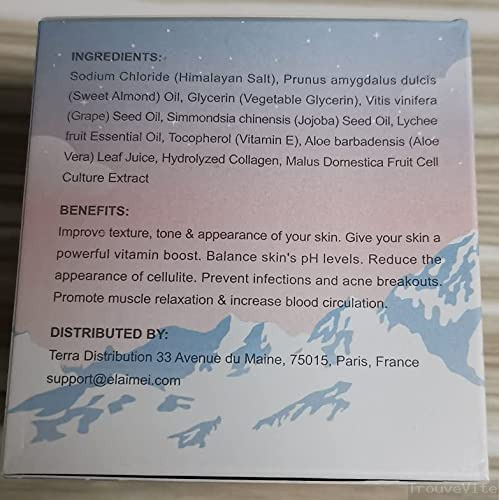 INGREDIENTS:
Sodium Chloride (Himalayan Salt), Prunus amygdalus dulcis
(Sweet Almond) Oil, Glycerin (Vegetable Glycerin), Vitis vinifera
(Grape) Seed Oil, Simmondsia chinensis (Jojoba) Seed Oil, Lychee
fruit Essential Oil, Tocopherol (Vitamin E), Aloe barbadensis (Aloe
Vera) Leaf Juice, Hydrolyzed Collagen, Malus Domestica Fruit Cell
Culture Extract
BENEFITS:
Improve texture, tone & appearance of your skin. Give your skin a
powerful vitamin boost. Balance skin's pH levels. Reduce the
appearance of cellulite. Prevent infections and acne breakouts.
Promote muscle relaxation & increase blood circulation.
DISTRIBUTED BY:
Terra Distribution 33 Avenue du Maine, 75015, Paris, France
support@elaimei.com
TrouveVite